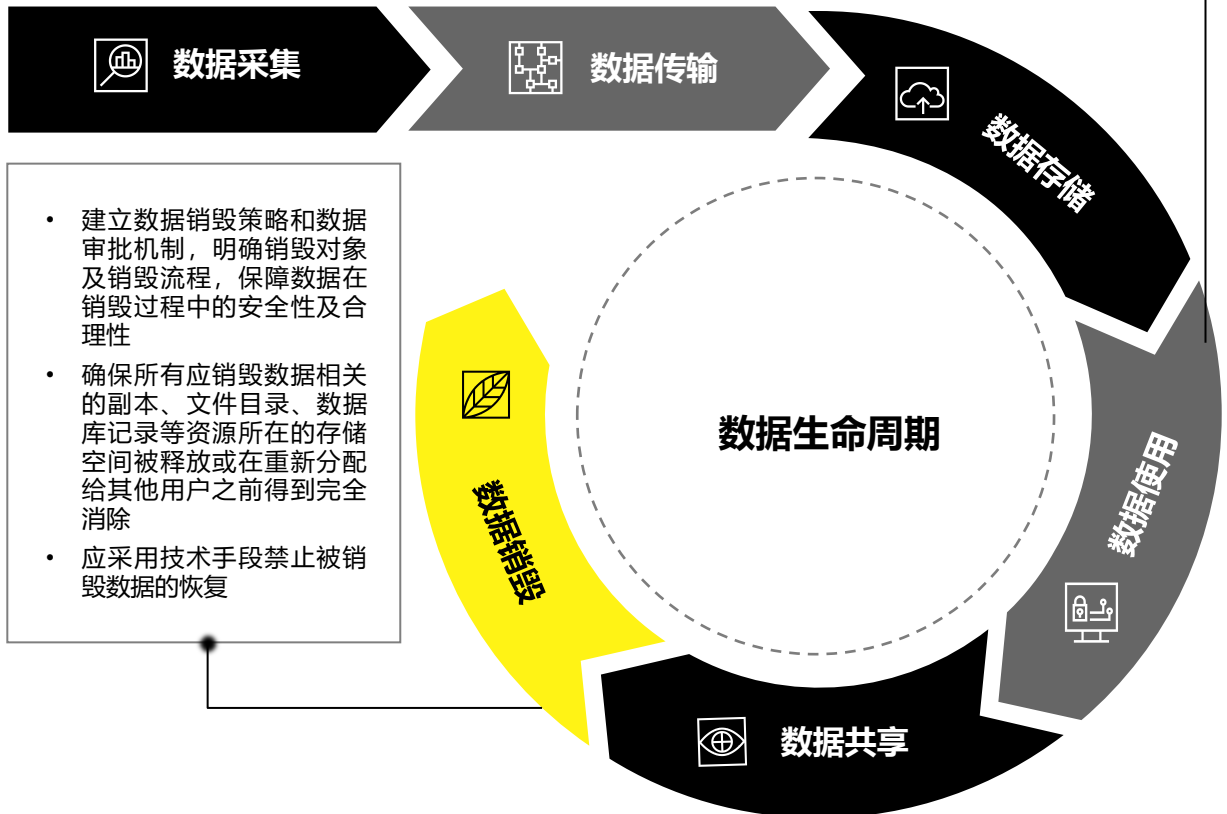 数据采集
数据传输
数据存储
数据使用
数据共享
数据销毁
数据生命周期
• 建立数据销毁策略和数据
审批机制，明确销毁对象
及销毁流程，保障数据在
销毁过程中的安全性及合
理性
• 确保所有应销毁数据相关
的副本、文件目录、数据
库记录等资源所在的存储
空间被释放或在重新分配
给其他用户之前得到完全
消除
• 应采用技术手段禁止被销
毁数据的恢复